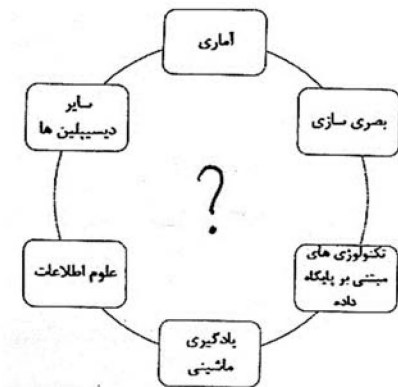 آماری
بصری سازی
تکنولوژی های
مبتنی بر پایگاه
داده
یادگیری
ماشینی
علوم اطلاعات
سایر
دیسیپلین ها
?